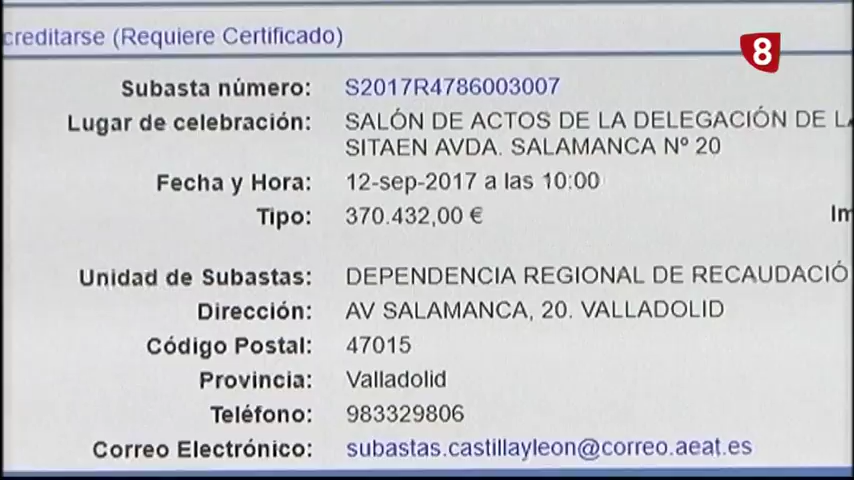 creditarse (Requiere Certificado)
8
Subasta número: S2017R4786003007
Lugar de celebración: SALÓN DE ACTOS DE LA DELEGACIÓN DE
SITAEN AVDA. SALAMANCA Nº 20
Fecha y Hora: 12-sep-2017 a las 10:00
Tipo: 370.432,00 € Im
Unidad de Subastas: DEPENDENCIA REGIONAL DE RECAUDACIÓ
Dirección: AV SALAMANCA, 20. VALLADOLID
Código Postal: 47015
Provincia: Valladolid
Teléfono: 983329806
Correo Electrónico: subastas.castillayleon@correo.aeat.es